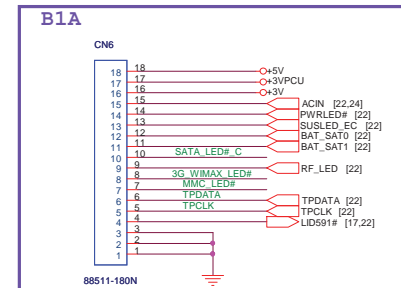 B1A
CN6
18 18 +5V
17 17 +3VPCU
16 16 +3V
15 15 ACIN [22,24]
14 14 PWRLED# [22]
13 13 SUSLED_EC [22]
12 12 BAT_SAT0 [22]
11 11 BAT_SAT1 [22]
10 10 SATA_LED#_C
9 9 RF_LED [22]
8 8 3G_WIMAX_LED#
7 7 MMC_LED#
6 6 TPDATA TPDATA [22]
5 5 TPCLK TPCLK [22]
4 4 LID591# [17,22]
3 3
2 2
1 1
88511-180N